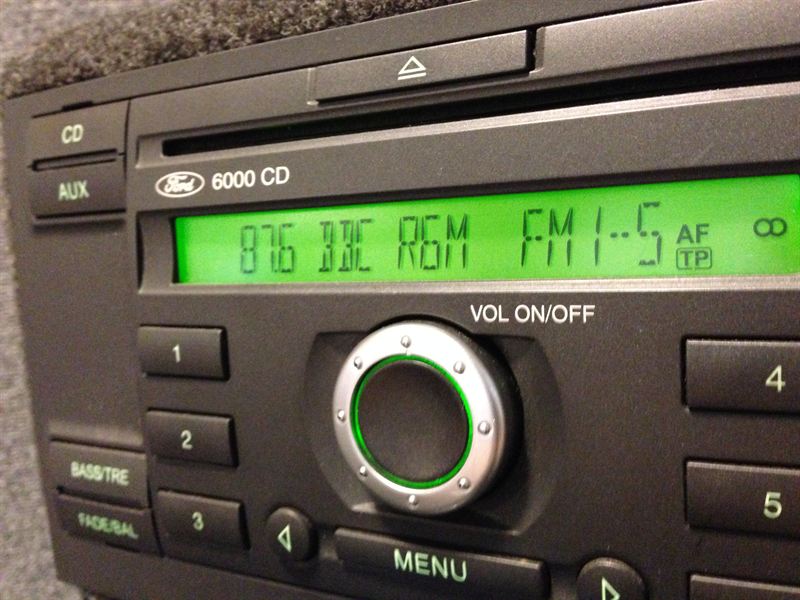 CD
AUX
Ford 6000 CD
87.6 BBC R6M FM1--5 AF TP
VOL ON/OFF
1
2
3
4
5
BASS/TRE
FADE/BAL
MENU